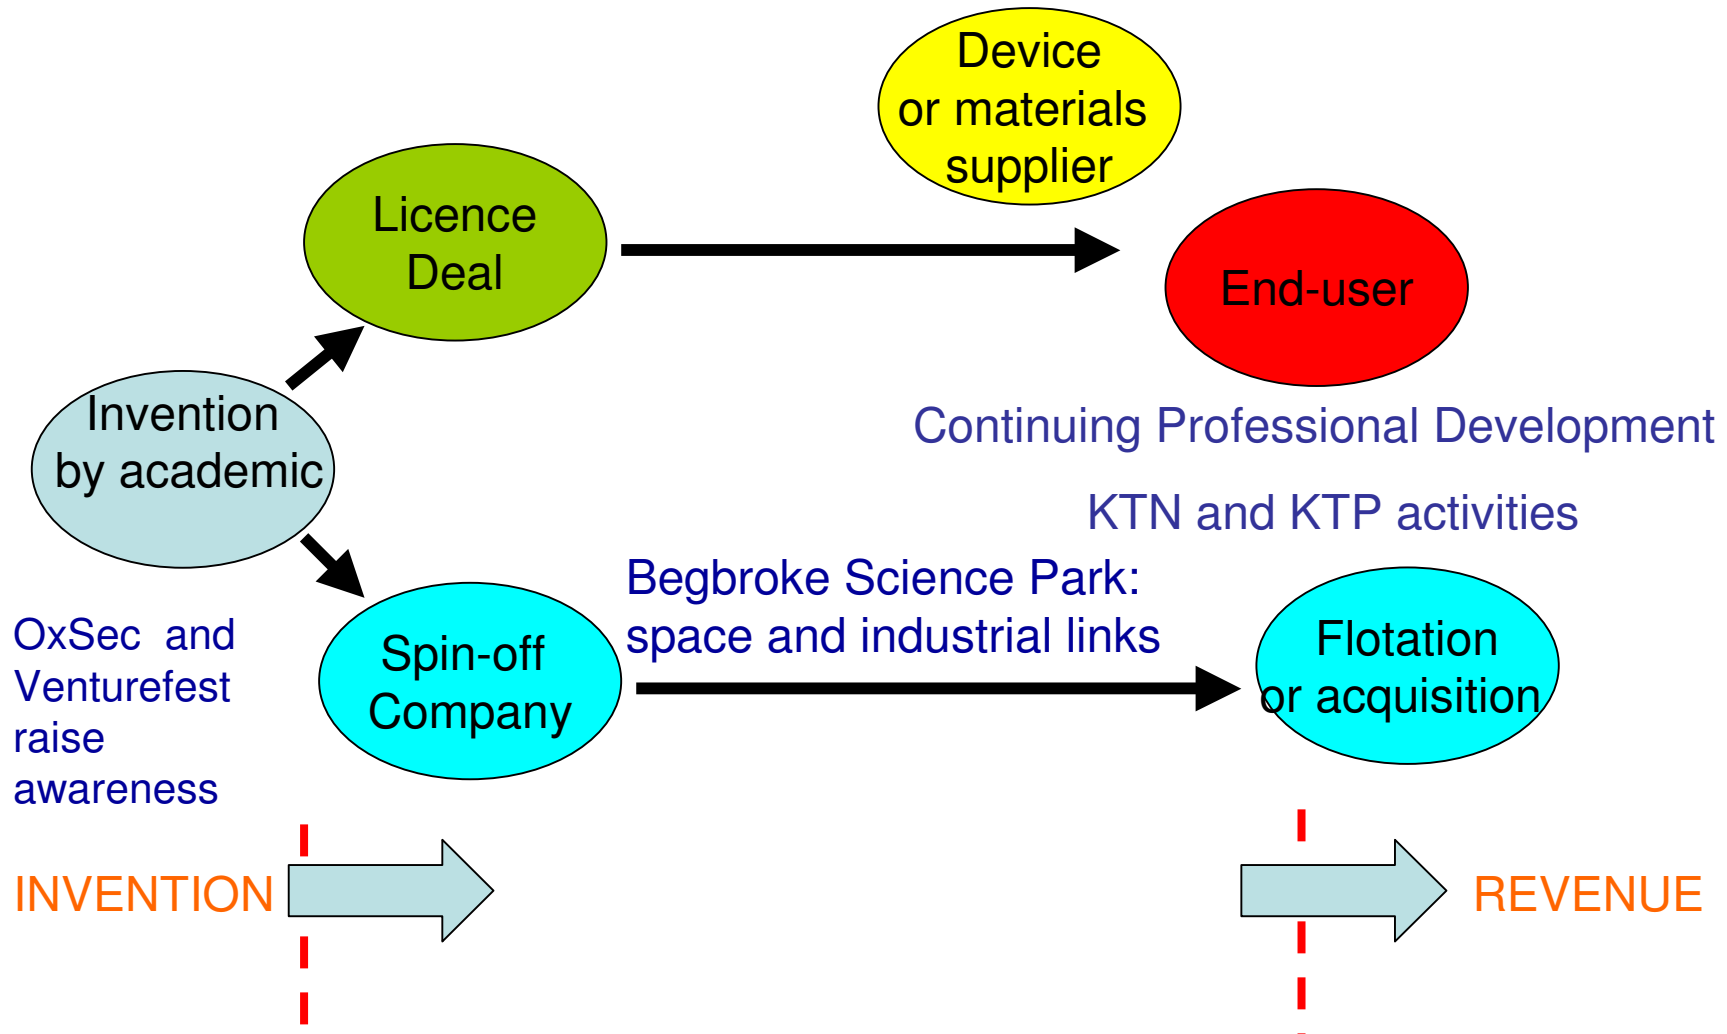 Device
or materials
supplier
Licence
Deal
End-user
Invention
by academic
Continuing Professional Development
KTN and KTP activities
Begbroke Science Park:
space and industrial links
OxSec and
Venturefest
raise
awareness
Spin-off
Company
Flotation
or acquisition
INVENTION
REVENUE